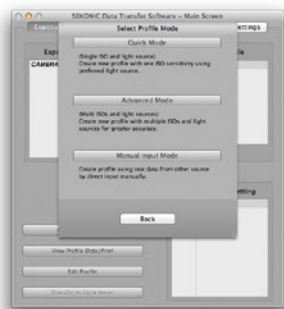 SEKONIC Data Transfer Software – Main Screen
Select Profile Mode
Quick Mode
(Single ISO and light source)
Create new profile with one ISO sensitivity using
preferred light source.
Advanced Mode
(Multi ISOs and light sources)
Create new profile with multiple ISOs and light
sources for greater accuracy.
Manual Input Mode
Create profile using test data from other source
by direct input manually.
Back
CAMERA
View Profile Data/Print
Edit Profile